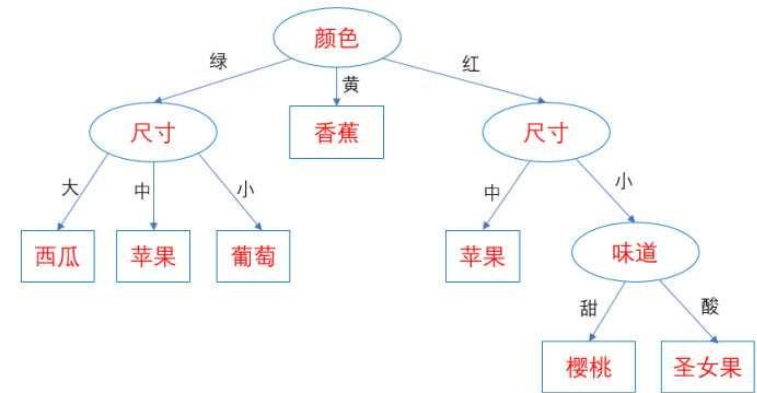 颜色
绿
黄
红
尺寸
香蕉
尺寸
大
中
小
中
小
西瓜
苹果
葡萄
苹果
味道
甜
酸
樱桃
圣女果